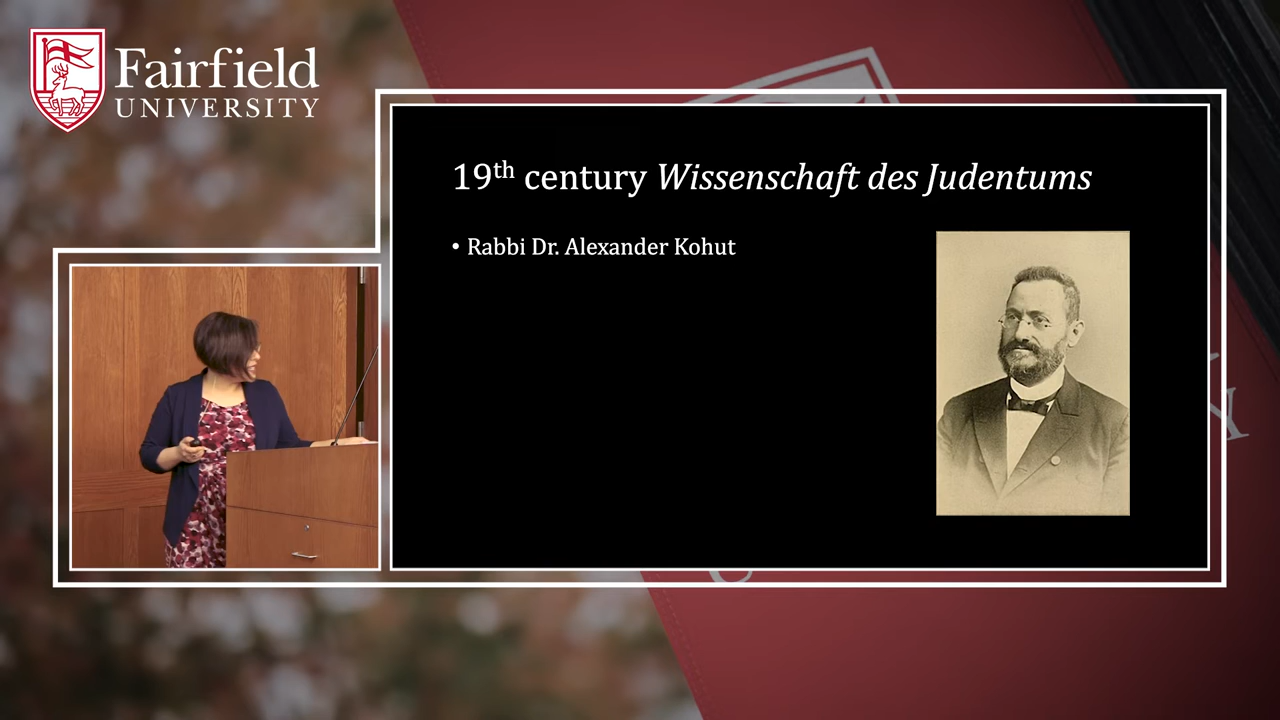 Fairfield
UNIVERSITY
19th century Wissenschaft des Judentums
• Rabbi Dr. Alexander Kohut